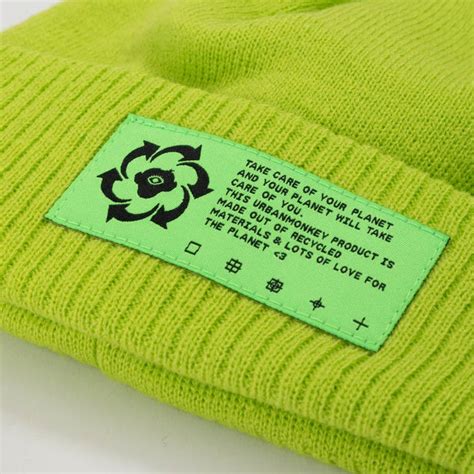 TAKE CARE OF YOUR PLANET
AND YOUR PLANET WILL TAKE
CARE OF YOU.
THIS URBANMONKEY PRODUCT IS
MADE OUT OF RECYCLED
MATERIALS & LOTS OF LOVE FOR
THE PLANET <3